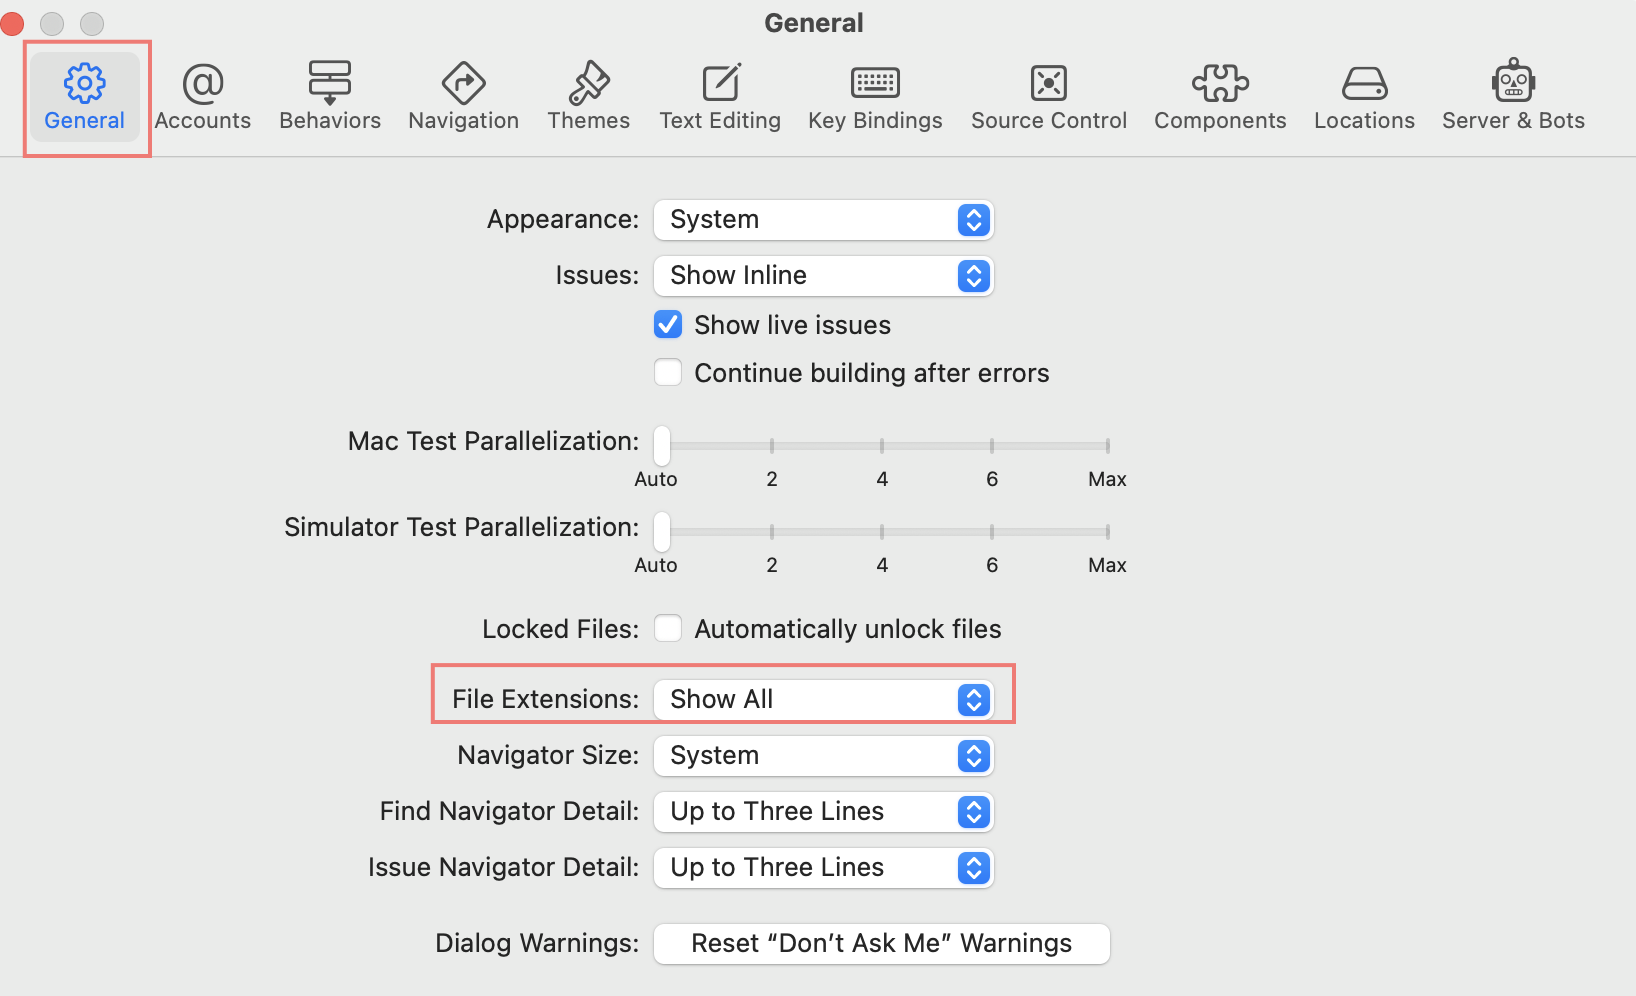 General
General Accounts Behaviors Navigation Themes Text Editing Key Bindings Source Control Components Locations Server & Bots
Appearance: System
Issues: Show Inline
Show live issues
Continue building after errors
Mac Test Parallelization:
Auto 2 4 6 Max
Simulator Test Parallelization:
Auto 2 4 6 Max
Locked Files: Automatically unlock files
File Extensions: Show All
Navigator Size: System
Find Navigator Detail: Up to Three Lines
Issue Navigator Detail: Up to Three Lines
Dialog Warnings: Reset “Don’t Ask Me” Warnings